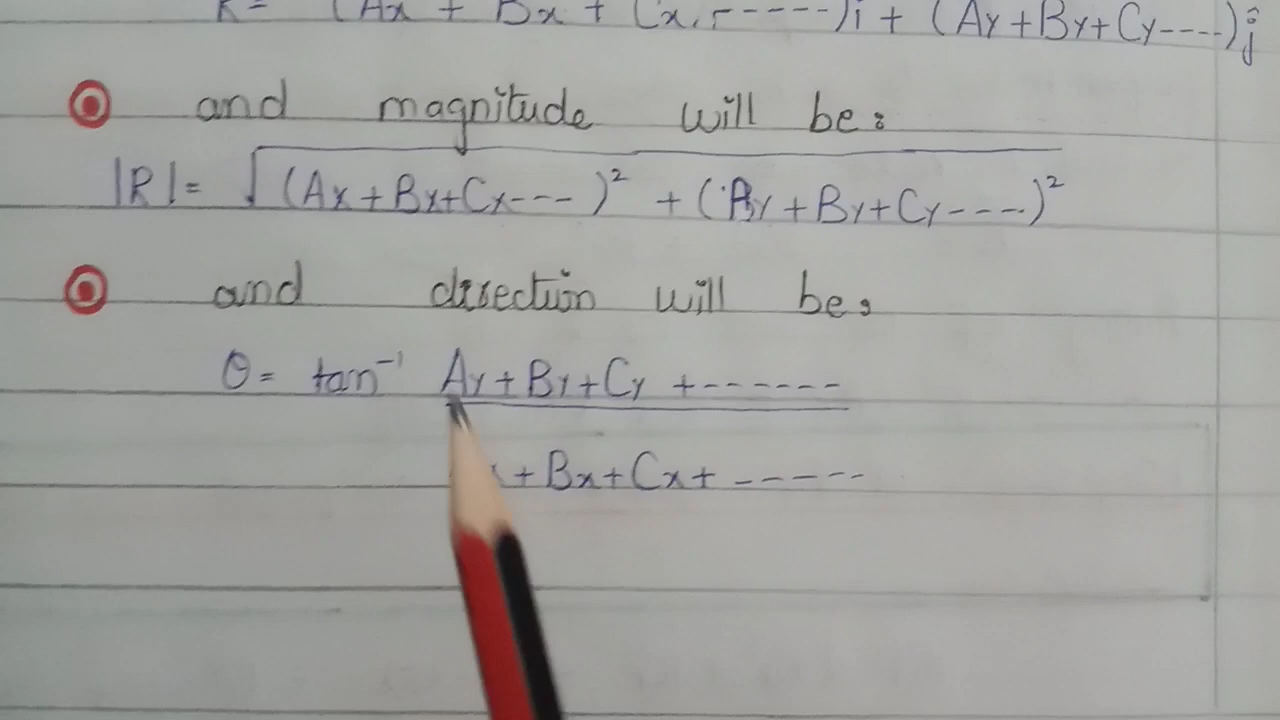 R = (Ax + Bx + Cx, -----)i + (Ay+By+Cy----)ĵ
and magnitude will be:
|R|= √(Ax+Bx+Cx---)² + (Ay+By+Cy----)²
and direction will be,
θ= tan⁻¹ Ay+By+Cy +------
+Bx+Cx+ -----